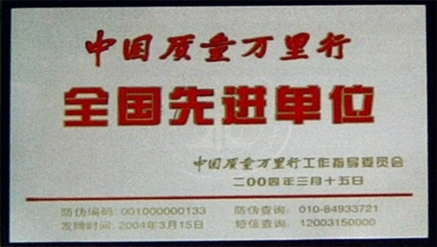 中国质量万里行
全国先进单位
中国质量万里行工作指导委员会
二00四年三月十五日
防伪编码: 001000000133 防伪查询: 010-84933721
发牌时间: 2004年3月15日 短信查询: 12003150000